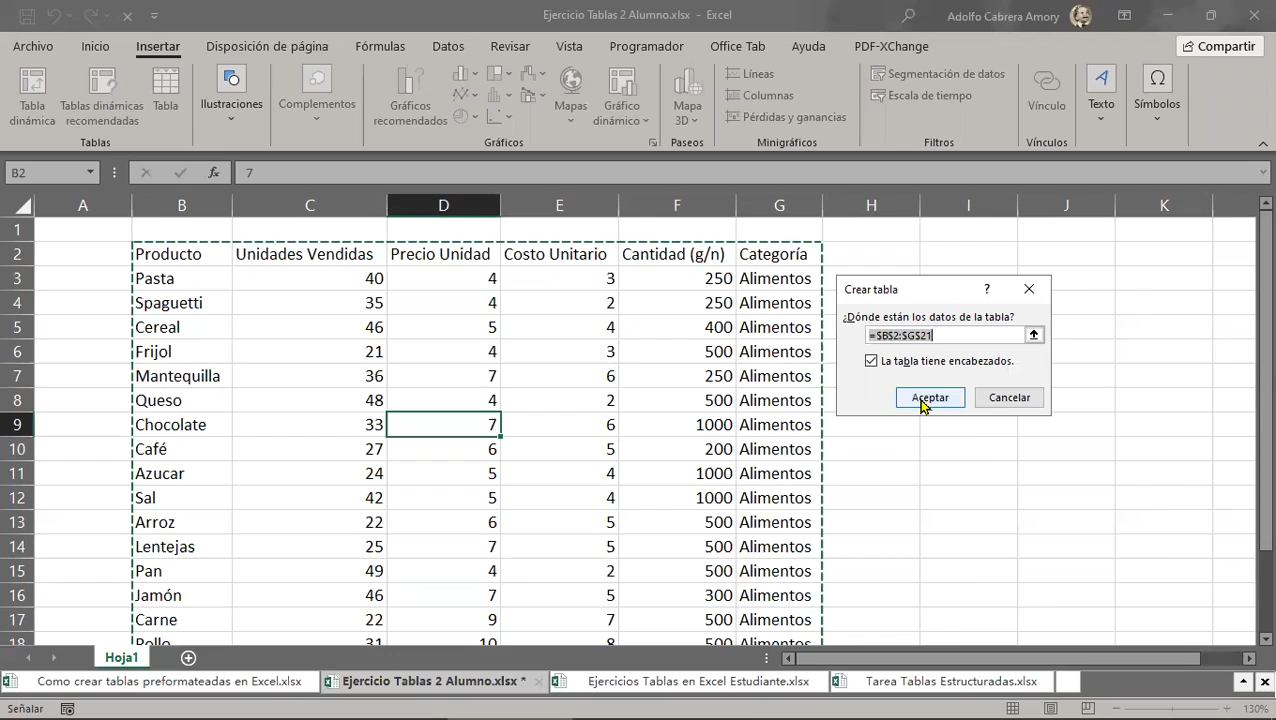 Ejercicio Tablas 2 Alumno.xlsx - Excel
Adolfo Cabrera Amory
Archivo Inicio Insertar Disposición de página Fórmulas Datos Revisar Vista Programador Office Tab Ayuda PDF-XChange Compartir
Tabla dinámica
Tablas dinámicas recomendadas
Tabla
Tablas
Ilustraciones
Complementos
Gráficos recomendados
Mapas
Gráfico dinámico
Gráficos
Mapa 3D
Paseos
Líneas
Columnas
Pérdidas y ganancias
Minigráficos
Segmentación de datos
Escala de tiempo
Filtros
Vínculo
Vínculos
Texto
Símbolos
B2 fx 7
A B C D E F G H I J K
1
2 Producto Unidades Vendidas Precio Unidad Costo Unitario Cantidad (g/n) Categoría
3 Pasta 40 4 3 250 Alimentos
4 Spaguetti 35 4 2 250 Alimentos
5 Cereal 46 5 4 400 Alimentos
6 Frijol 21 4 3 500 Alimentos
7 Mantequilla 36 7 6 250 Alimentos
8 Queso 48 4 2 500 Alimentos
9 Chocolate 33 7 6 1000 Alimentos
10 Café 27 6 5 200 Alimentos
11 Azucar 24 5 4 1000 Alimentos
12 Sal 42 5 4 1000 Alimentos
13 Arroz 22 6 5 500 Alimentos
14 Lentejas 25 7 5 500 Alimentos
15 Pan 49 4 2 500 Alimentos
16 Jamón 46 7 5 300 Alimentos
17 Carne 22 9 7 500 Alimentos
18 Pollo 31 10 8 500 Alimentos
Crear tabla ?
¿Dónde están los datos de la tabla?
=$B$2:$G$21
La tabla tiene encabezados.
Aceptar Cancelar
Hoja1
Como crear tablas preformateadas en Excel.xlsx Ejercicio Tablas 2 Alumno.xlsx * Ejercicios Tablas en Excel Estudiante.xlsx Tarea Tablas Estructuradas.xlsx
Señalar 130%